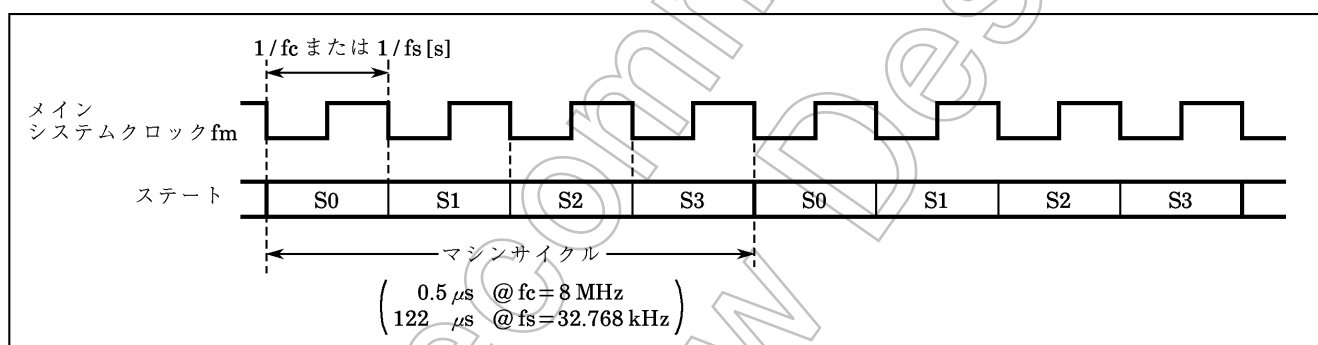 1/fc または 1/fs [s]
メイン
システムクロックfm
ステート
S0 S1 S2 S3 S0 S1 S2 S3
マシンサイクル
0.5 μs @ fc = 8 MHz
122 μs @ fs = 32.768 kHz